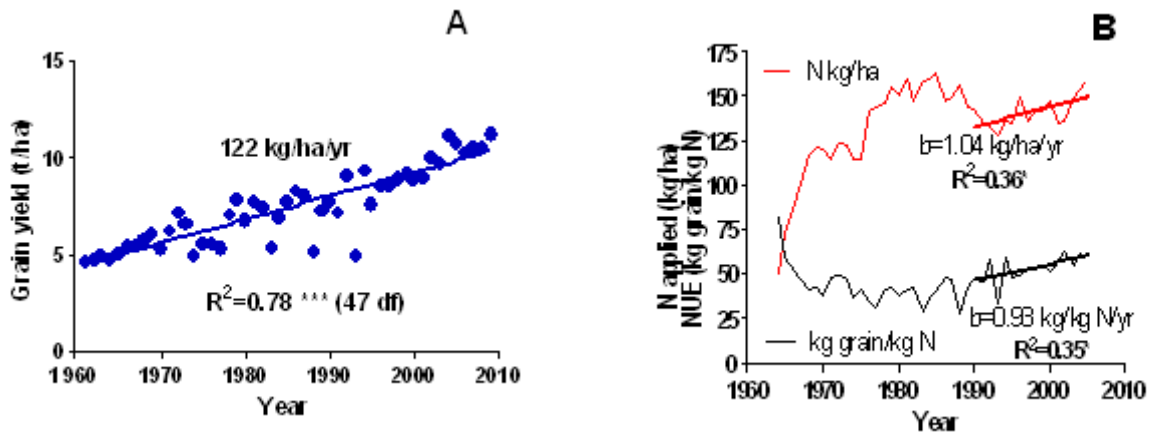 A
Grain yield (t/ha)
15
10
5
0
122 kg/ha/yr
R²=0.78 *** (47 df)
1960 1970 1980 1990 2000 2010
Year
B
N applied (kg/ha)
NUE (kg grain/kg N)
175
150
125
100
75
50
25
0
N kg/ha
b=1.04 kg/ha/yr
R²=0.36*
b=0.93 kg/kg N/yr
R²=0.35*
kg grain/kg N
1960 1970 1980 1990 2000 2010
Year